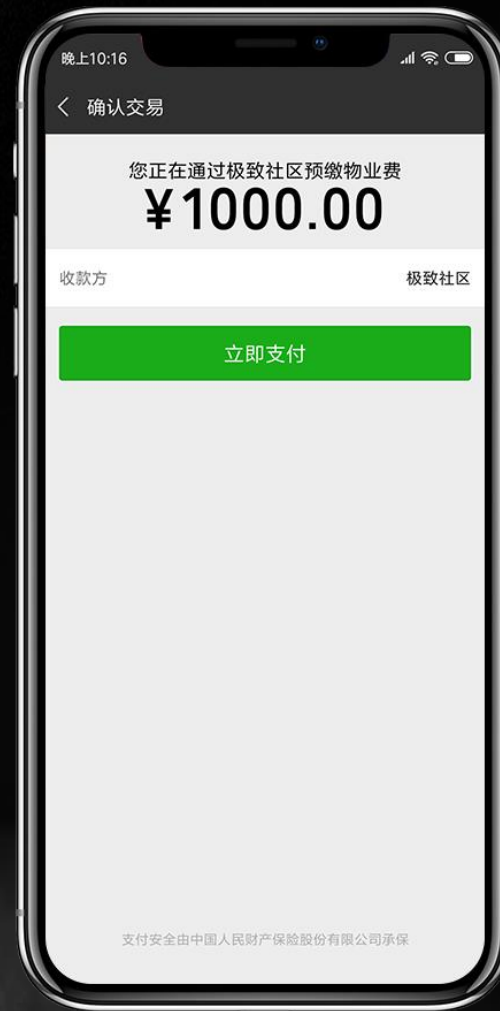 晚上10:16
确认交易
您正在通过极致社区预缴物业费
¥1000.00
收款方 极致社区
立即支付
支付安全由中国人民财产保险股份有限公司承保